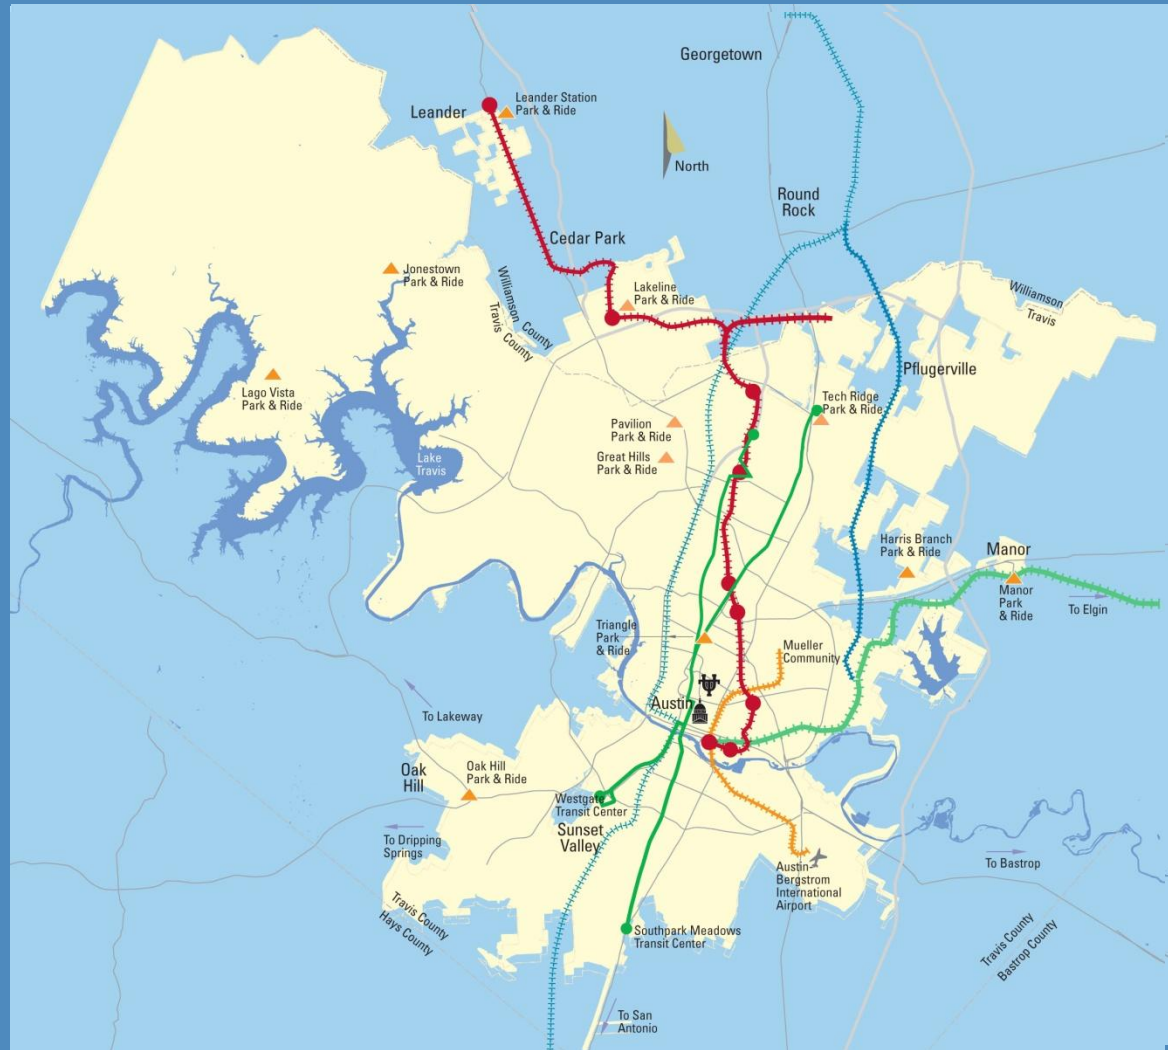 Georgetown
Leander
Leander Station
Park & Ride
North
Round
Rock
Cedar Park
Jonestown
Park & Ride
Williamson County
Travis County
Lakeline
Park & Ride
Williamson
Travis
Pflugerville
Lago Vista
Park & Ride
Tech Ridge
Park & Ride
Pavilion
Park & Ride
Great Hills
Park & Ride
Lake
Travis
Harris Branch
Park & Ride
Manor
Manor
Park
& Ride
To Elgin
Triangle
Park
& Ride
Mueller
Community
Austin
To Lakeway
Oak
Hill
Oak Hill
Park & Ride
Westgate
Transit Center
Sunset
Valley
To Dripping
Springs
To Bastrop
Austin-
Bergstrom
International
Airport
Travis County
Hays County
Southpark Meadows
Transit Center
Travis County
Bastrop County
To San
Antonio